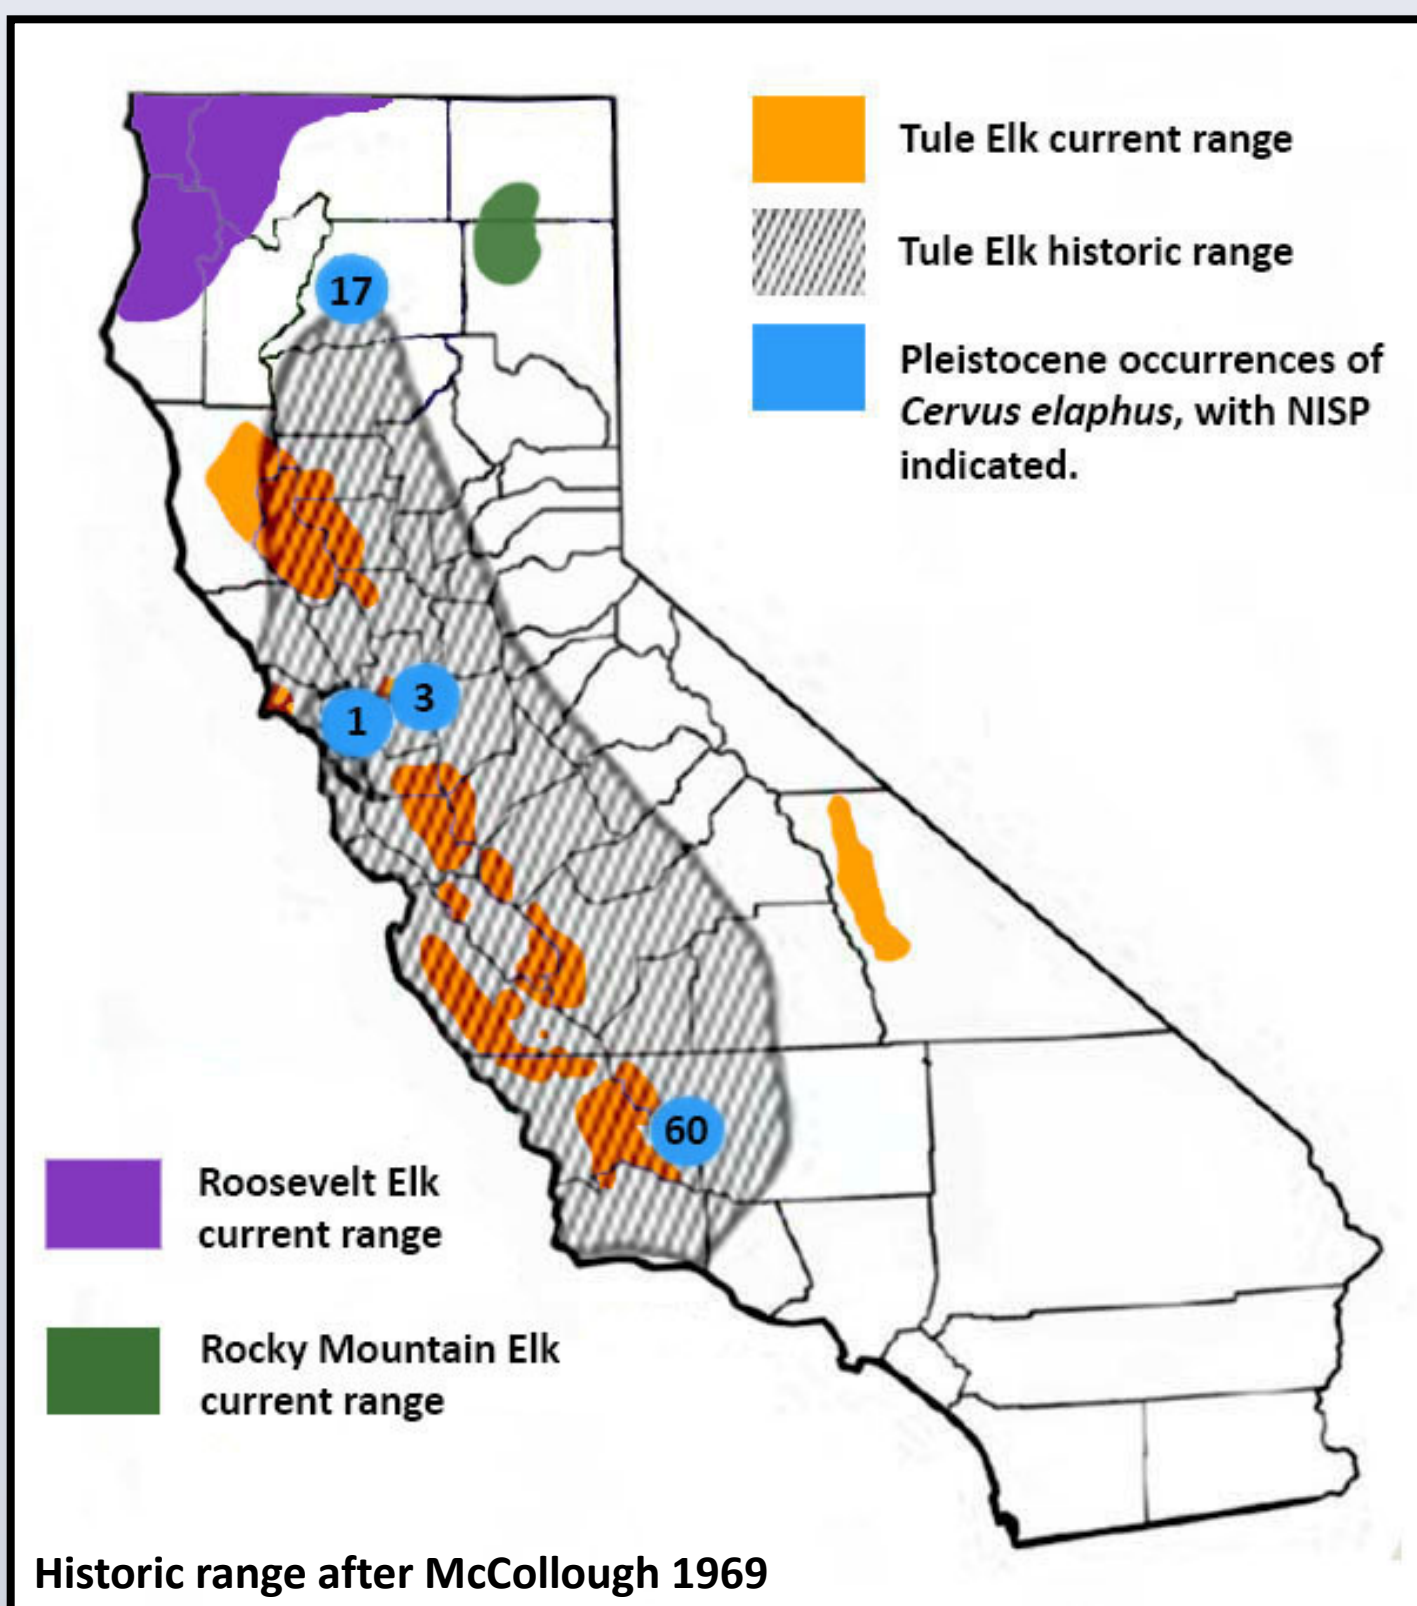 Tule Elk current range
Tule Elk historic range
Pleistocene occurrences of
Cervus elaphus, with NISP
indicated.
17
3
1
60
Roosevelt Elk
current range
Rocky Mountain Elk
current range
Historic range after McCollough 1969